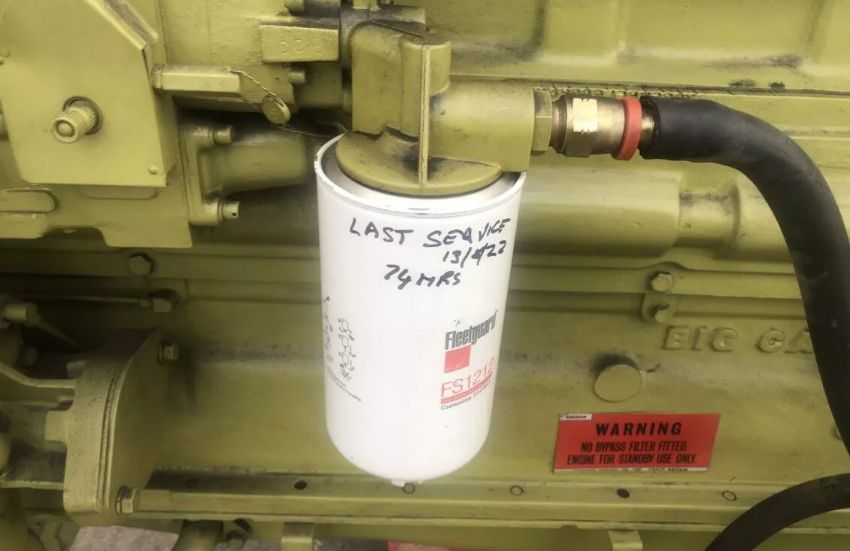 LAST SERVICE
13/4/22
74 HRS
Fleetguard
FS1212
BIG CA
WARNING
NO BYPASS FILTER FITTED.
ENGINE FOR STANDBY USE ONLY.